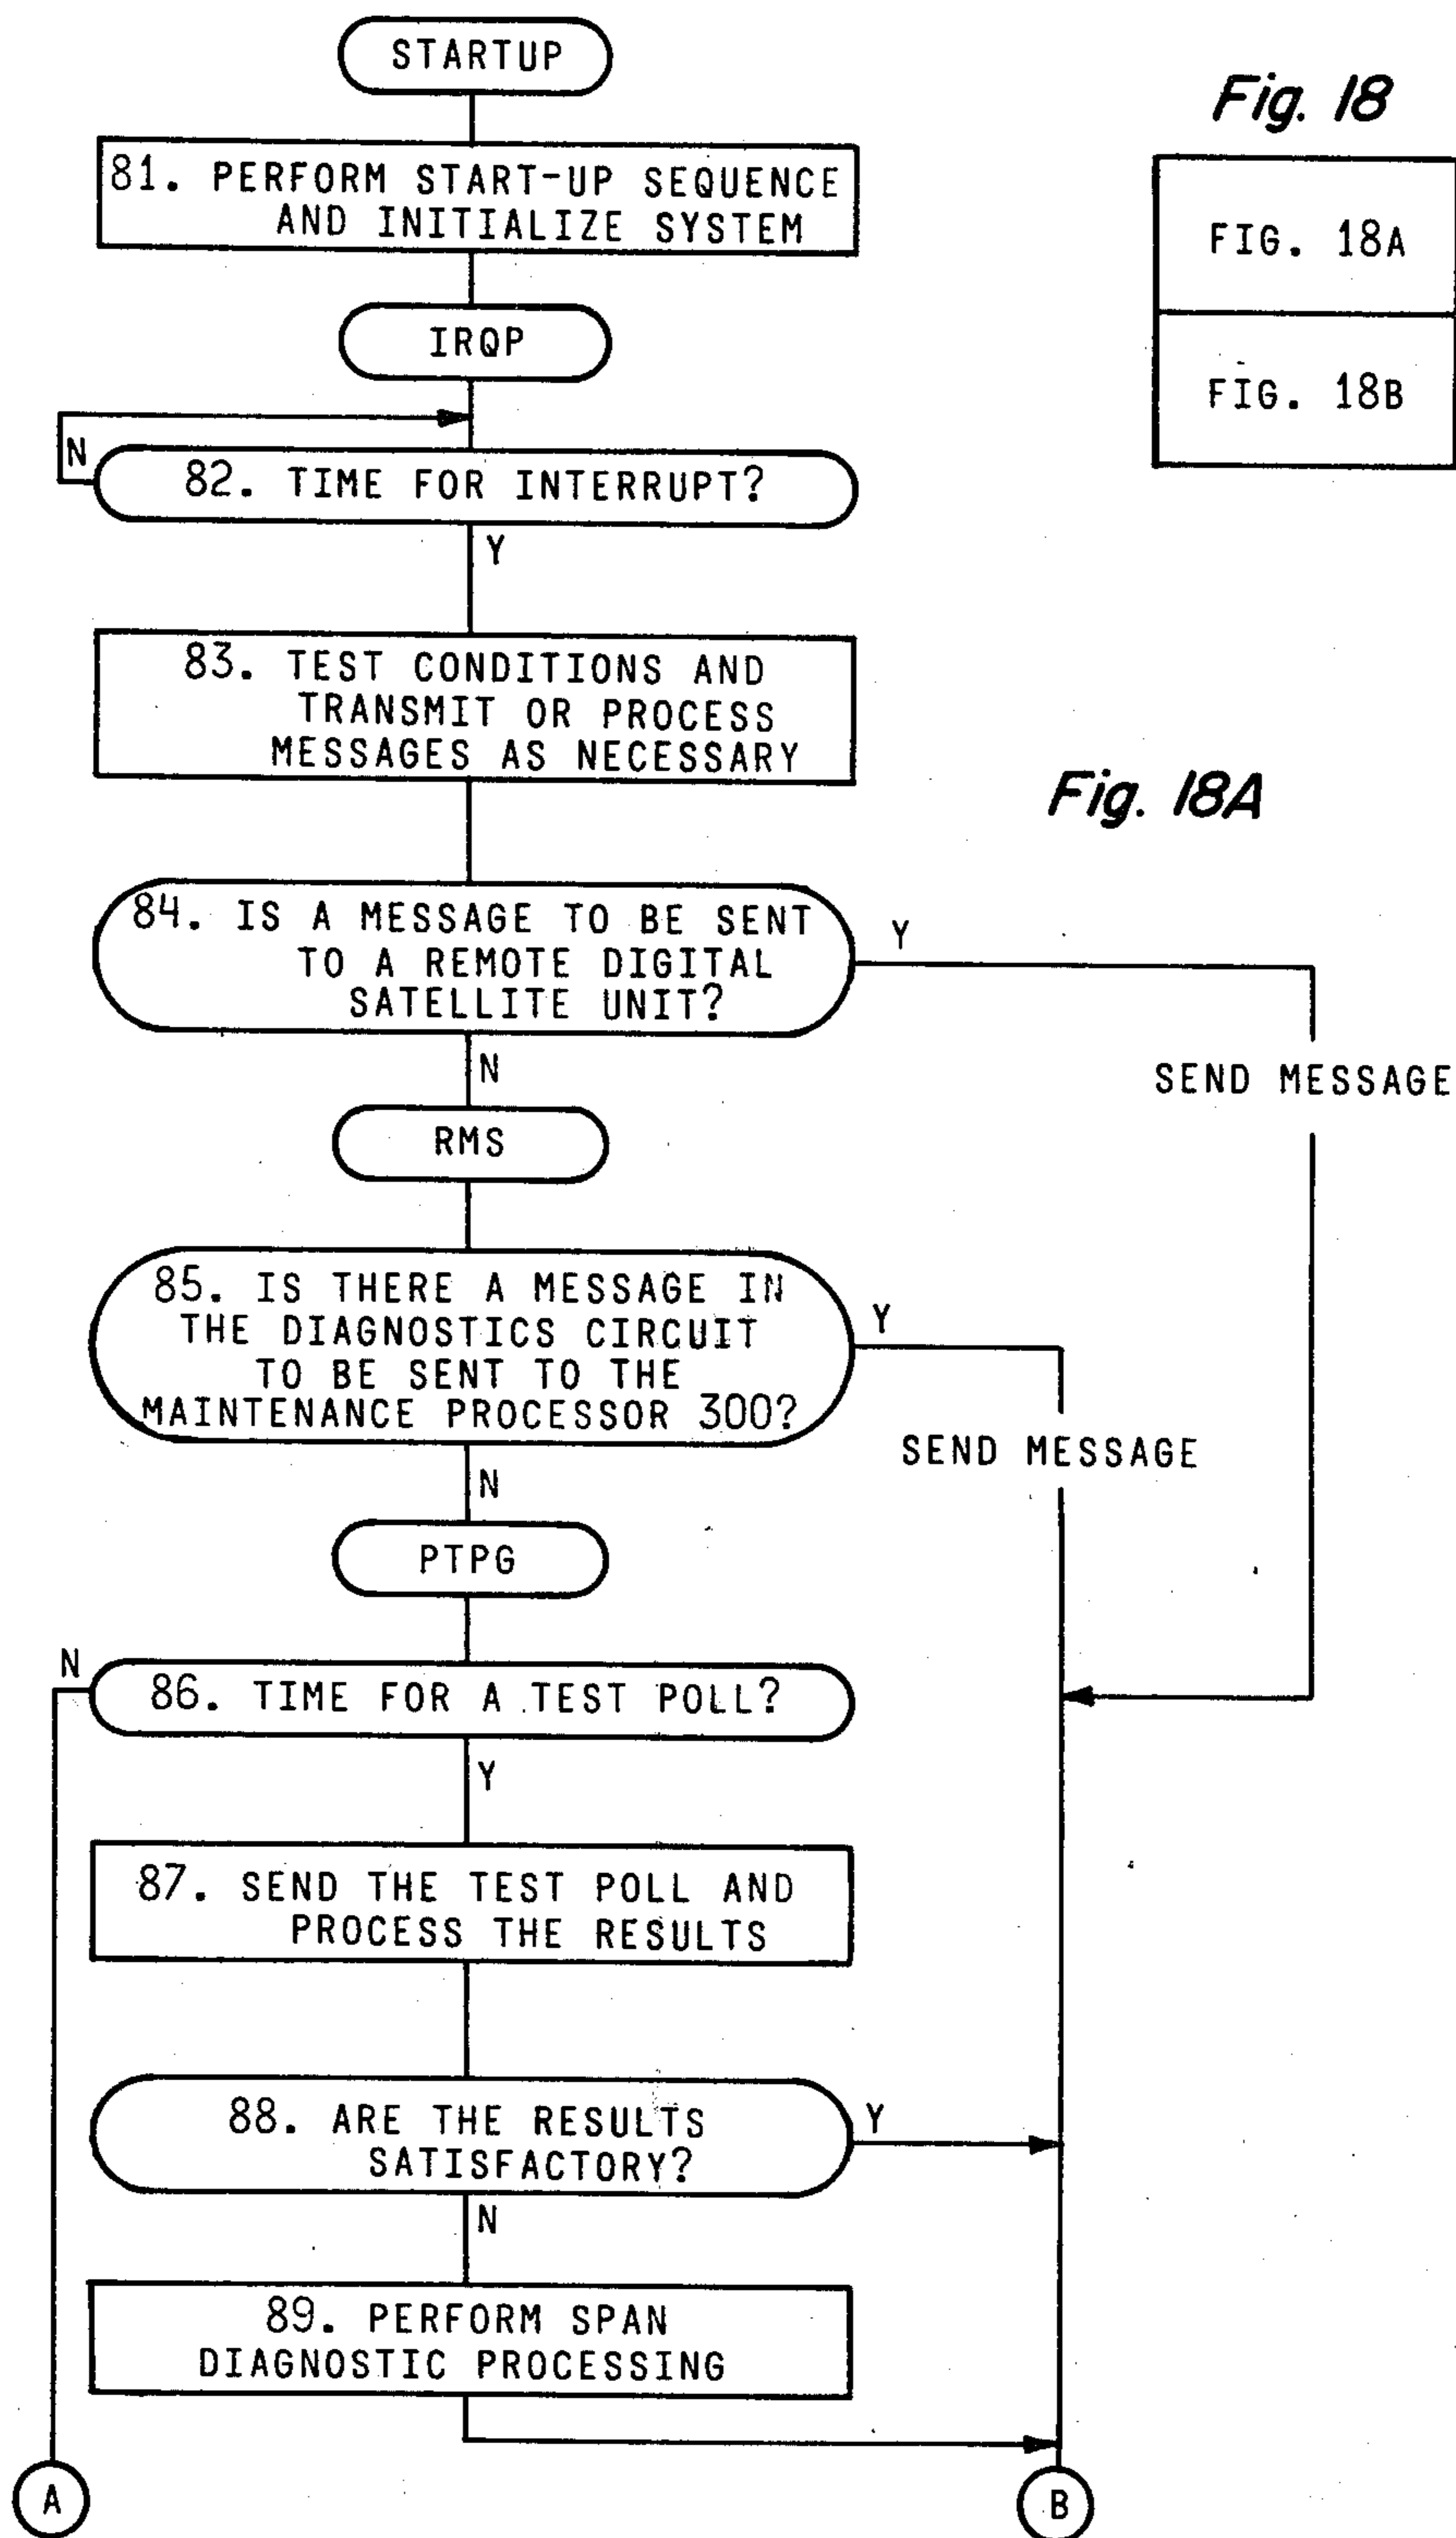 STARTUP
Fig. 18
81. PERFORM START-UP SEQUENCE
AND INITIALIZE SYSTEM
FIG. 18A
IRQP
FIG. 18B
N
82. TIME FOR INTERRUPT?
Y
83. TEST CONDITIONS AND
TRANSMIT OR PROCESS
MESSAGES AS NECESSARY
Fig. 18A
84. IS A MESSAGE TO BE SENT
TO A REMOTE DIGITAL
SATELLITE UNIT?
Y
N
SEND MESSAGE
RMS
85. IS THERE A MESSAGE IN
THE DIAGNOSTICS CIRCUIT
TO BE SENT TO THE
MAINTENANCE PROCESSOR 300?
Y
SEND MESSAGE
N
PTPG
N
86. TIME FOR A TEST POLL?
Y
87. SEND THE TEST POLL AND
PROCESS THE RESULTS
88. ARE THE RESULTS
SATISFACTORY?
Y
N
89. PERFORM SPAN
DIAGNOSTIC PROCESSING
A
B